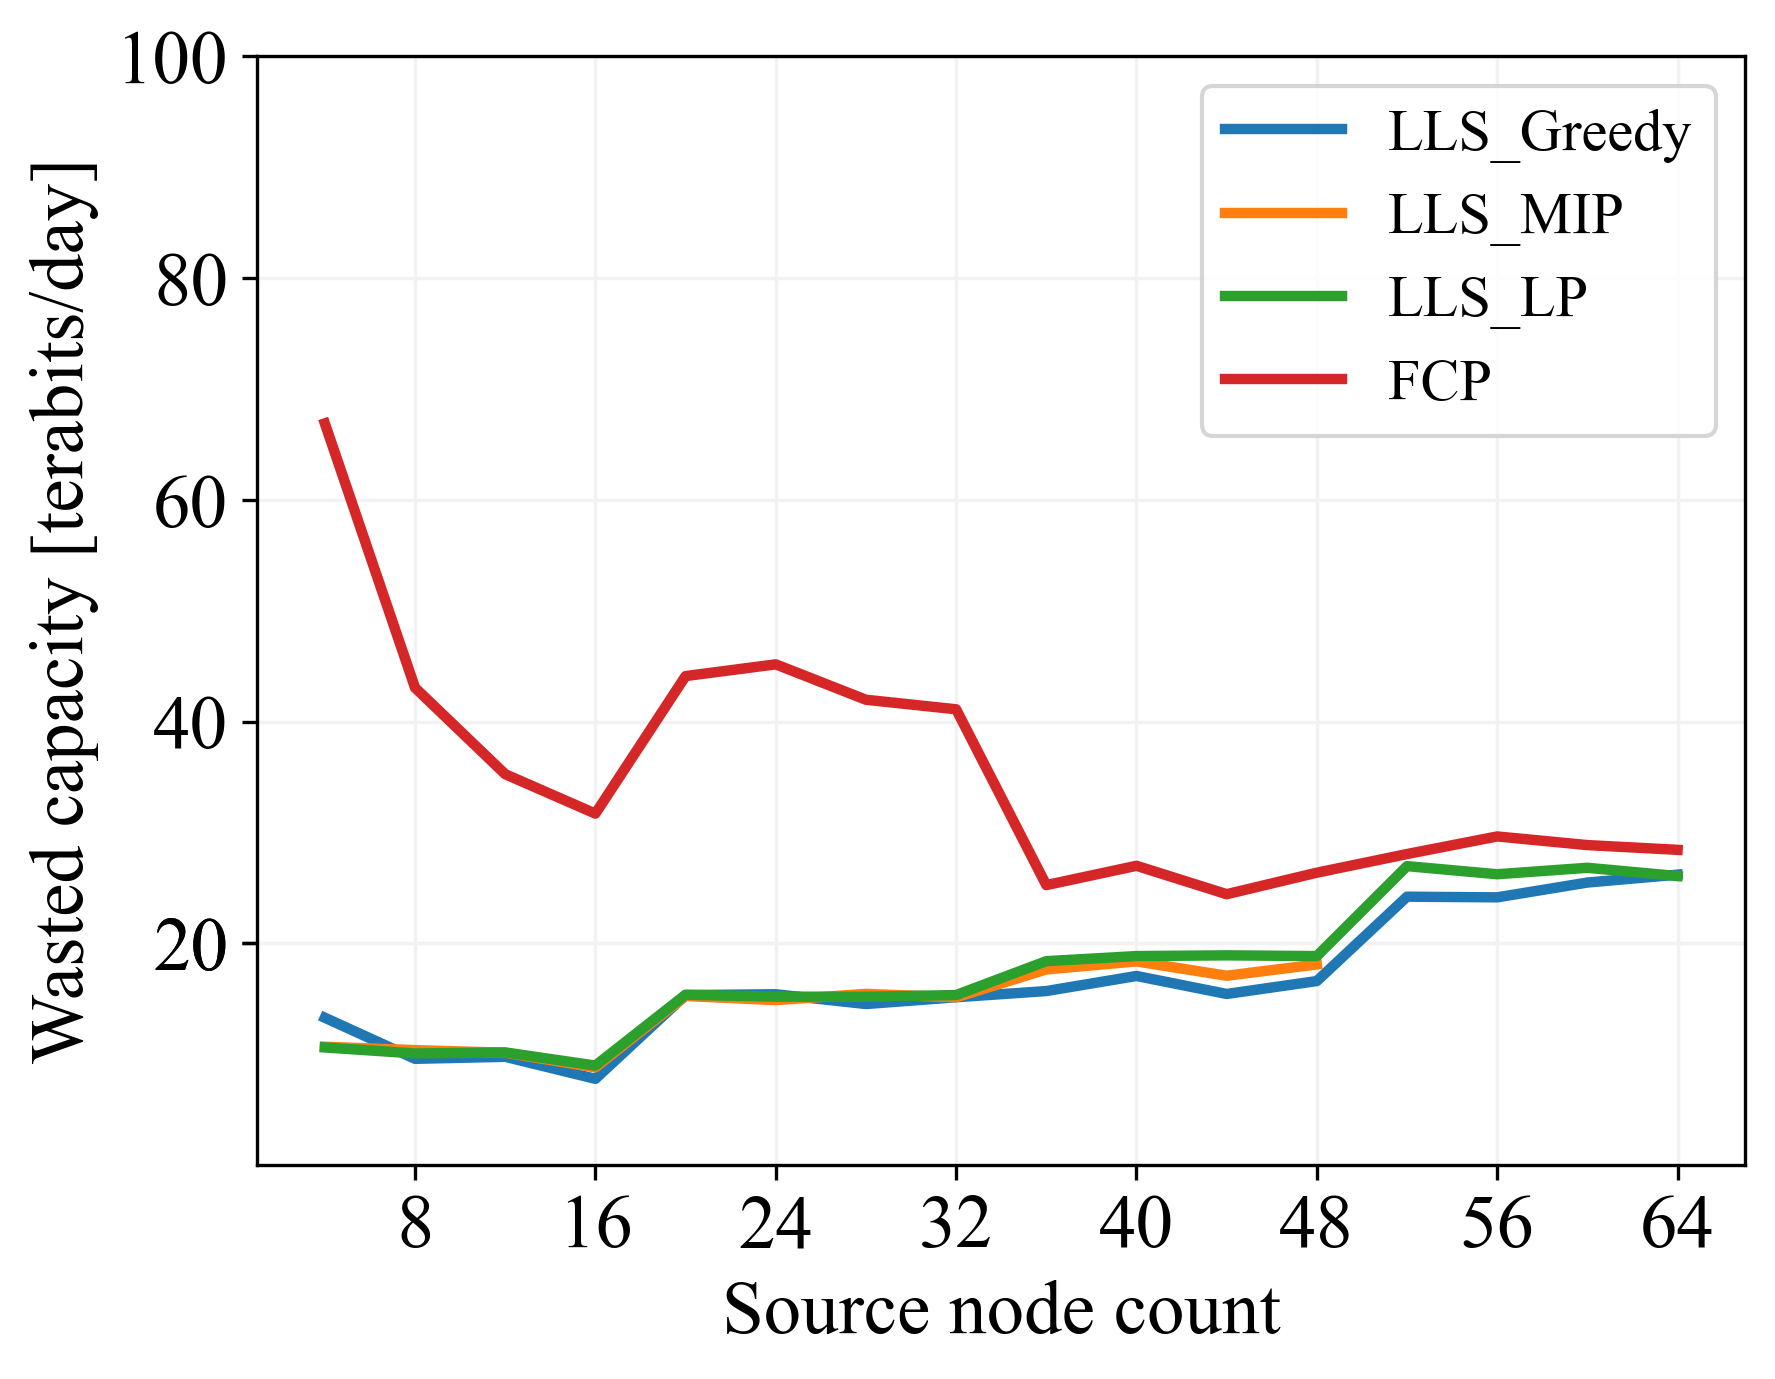 Wasted capacity [terabits/day]
100
80
60
40
20
LLS_Greedy
LLS_MIP
LLS_LP
FCP
8 16 24 32 40 48 56 64
Source node count